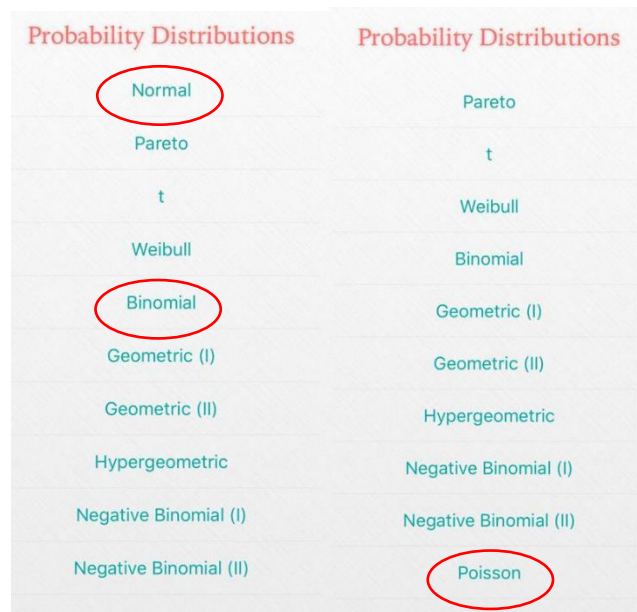 Probability Distributions
Normal
Pareto
t
Weibull
Binomial
Geometric (I)
Geometric (II)
Hypergeometric
Negative Binomial (I)
Negative Binomial (II)
Probability Distributions
Pareto
t
Weibull
Binomial
Geometric (I)
Geometric (II)
Hypergeometric
Negative Binomial (I)
Negative Binomial (II)
Poisson